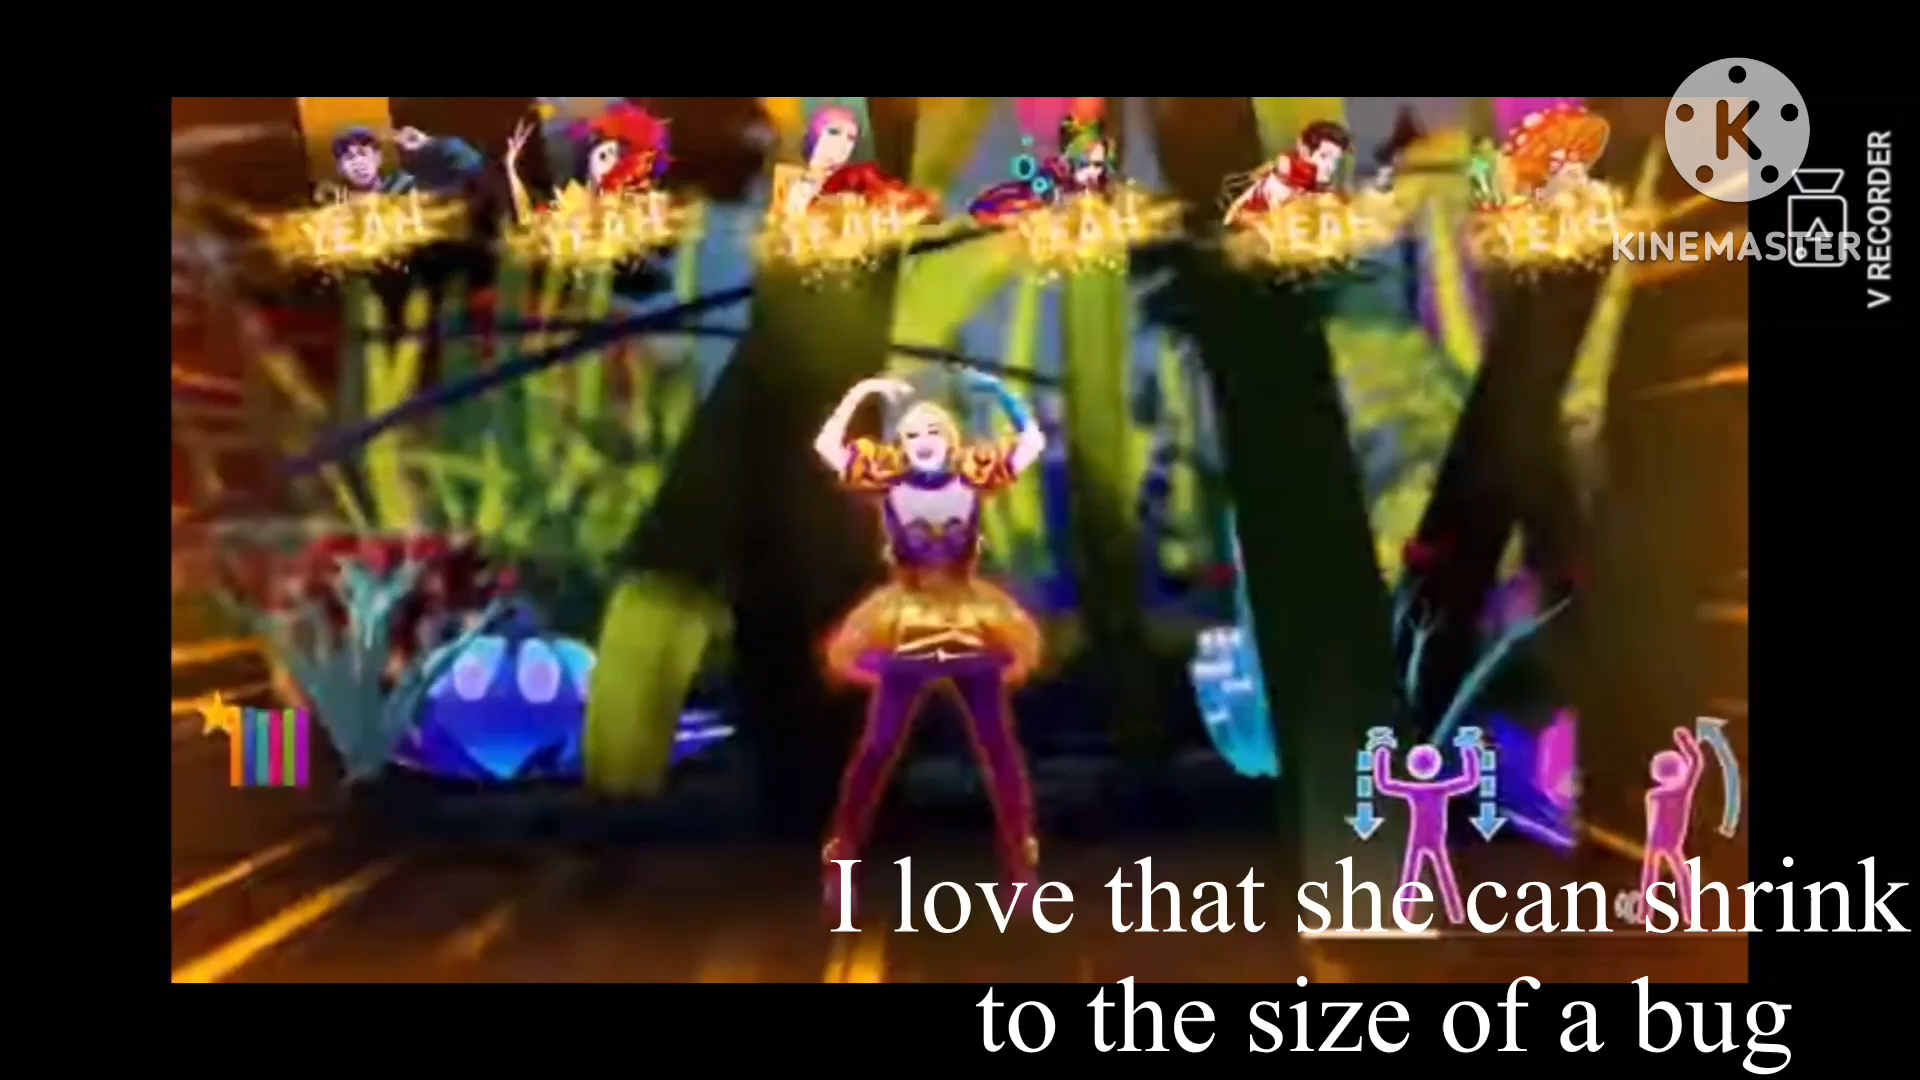 YEAH YEAH YEAH YEAH YEAH YEAH
K
KINEMASTER
V RECORDER
I love that she can shrink
to the size of a bug